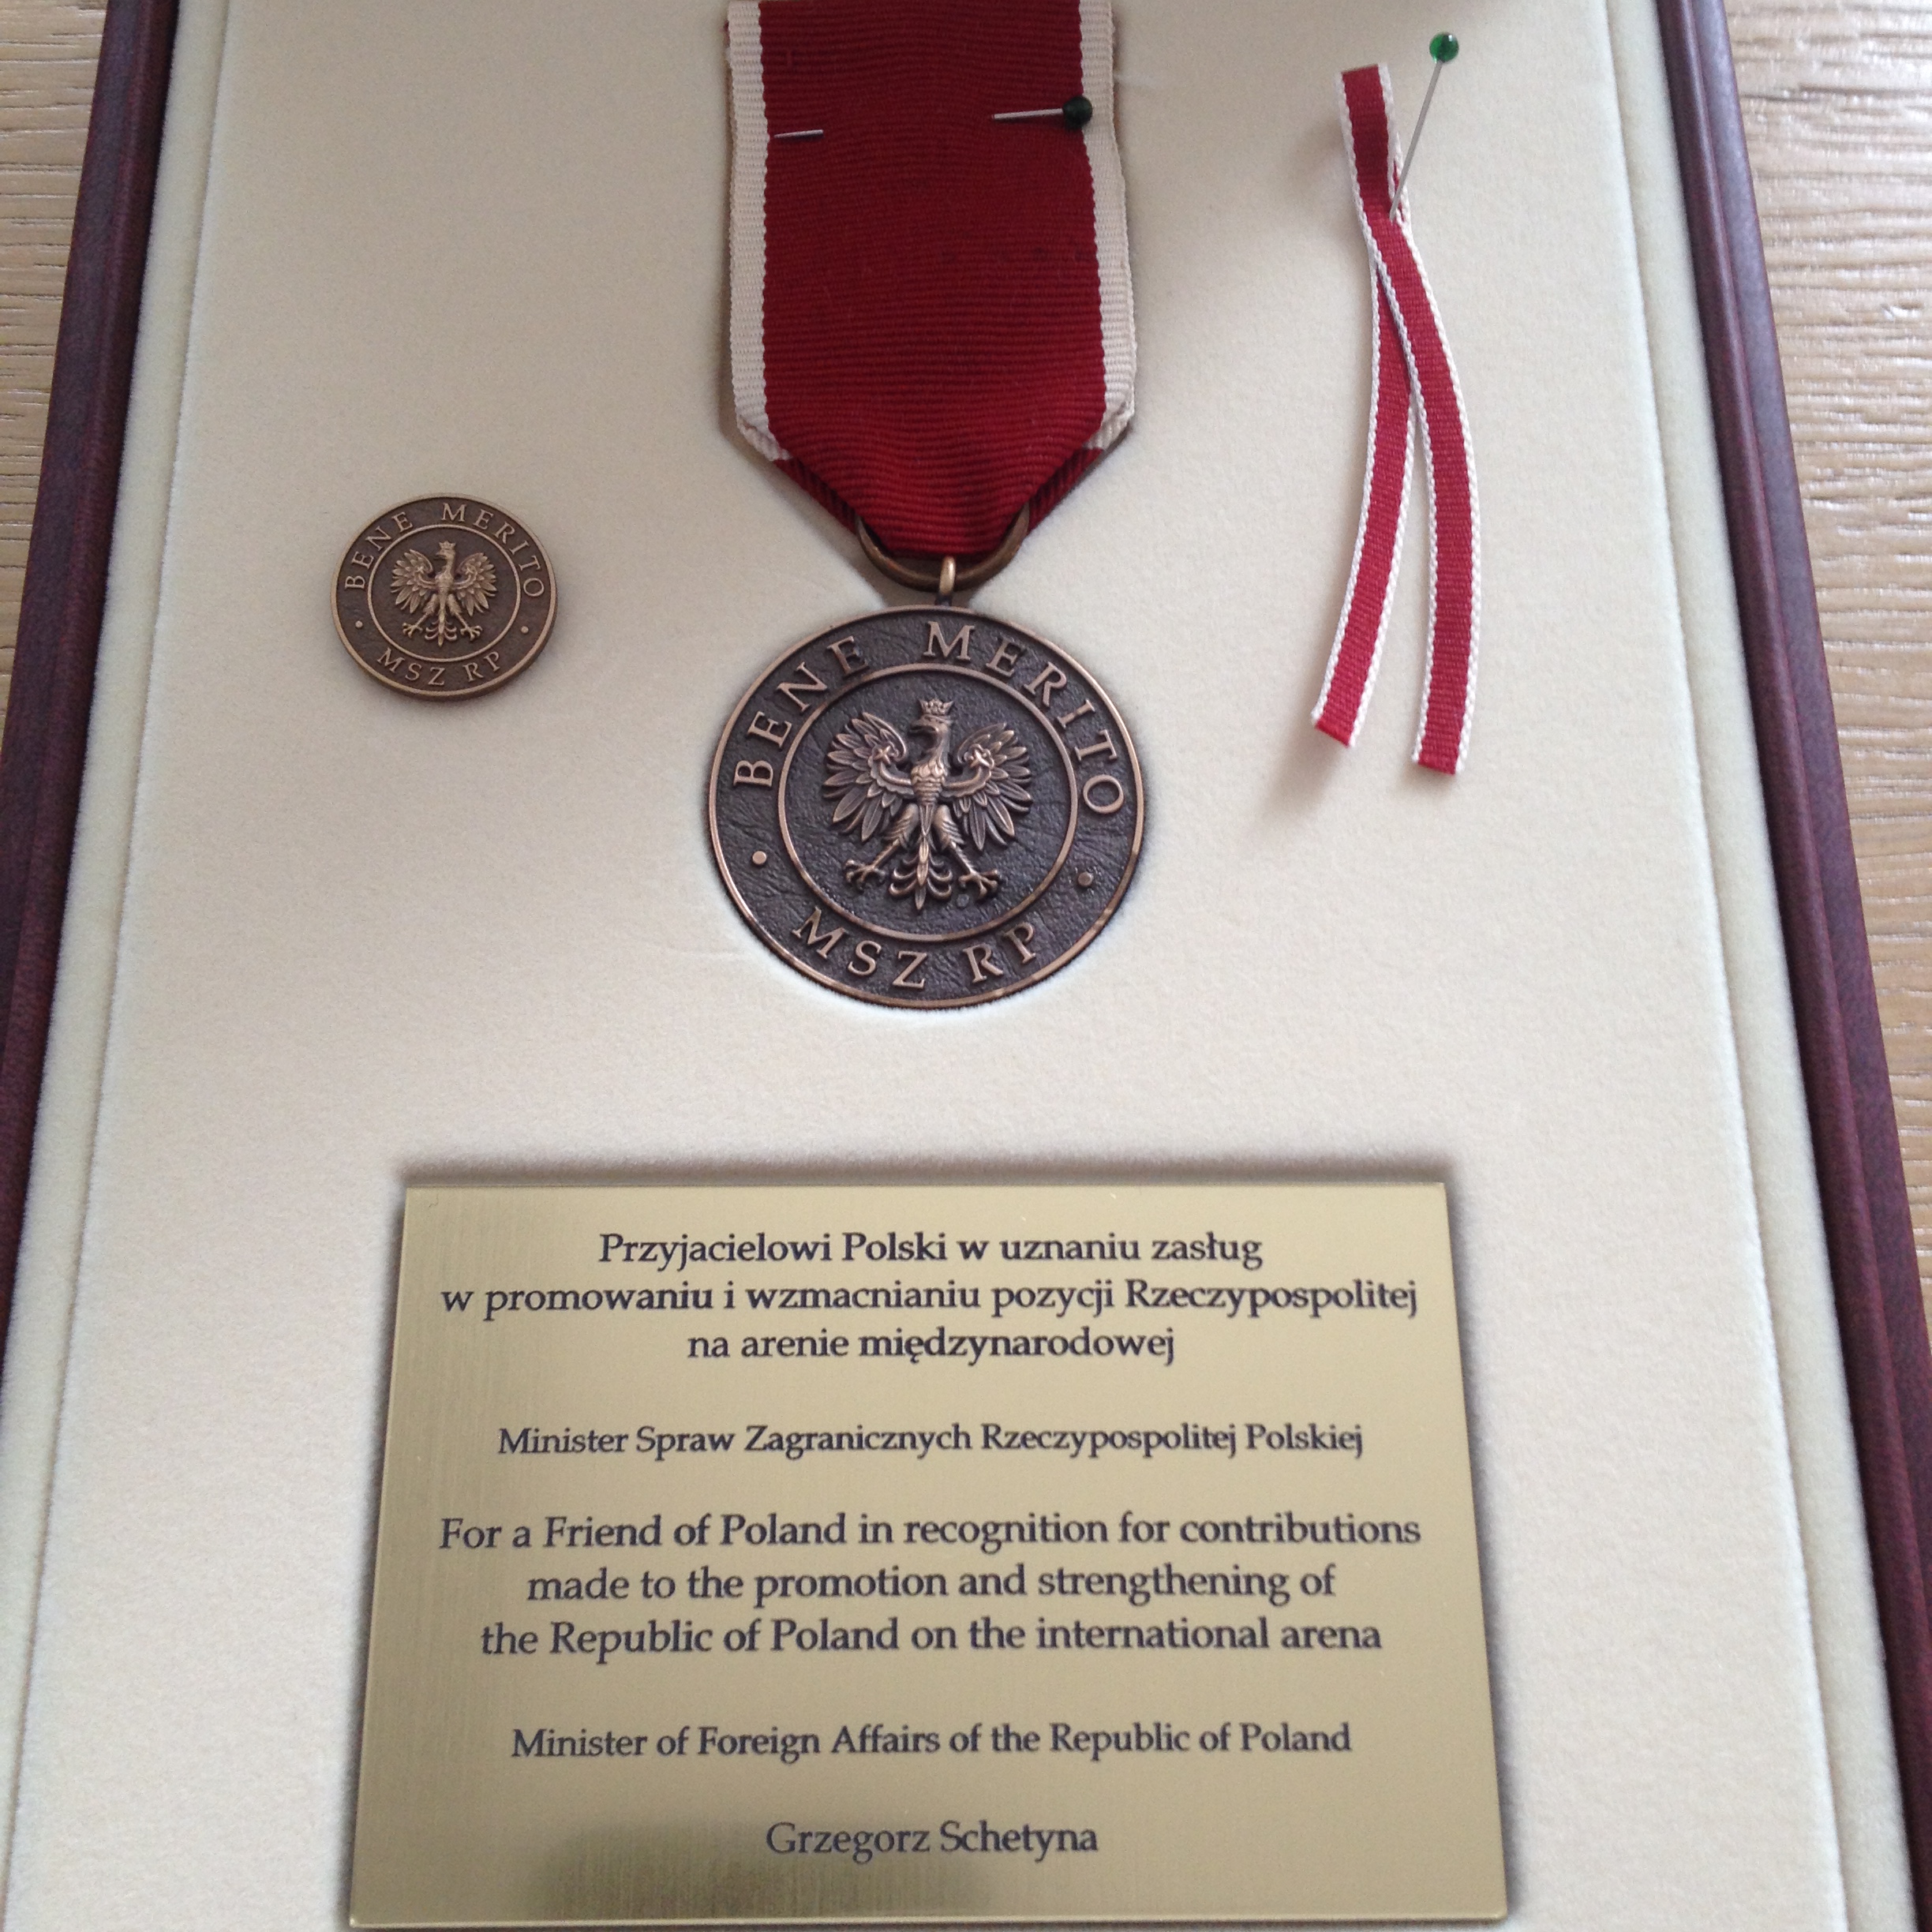 BENE MERITO
MSZ RP
BENE MERITO
MSZ RP
Przyjacielowi Polski w uznaniu zasług
w promowaniu i wzmacnianiu pozycji Rzeczypospolitej
na arenie międzynarodowej
Minister Spraw Zagranicznych Rzeczypospolitej Polskiej
For a Friend of Poland in recognition for contributions
made to the promotion and strengthening of
the Republic of Poland on the international arena
Minister of Foreign Affairs of the Republic of Poland
Grzegorz Schetyna